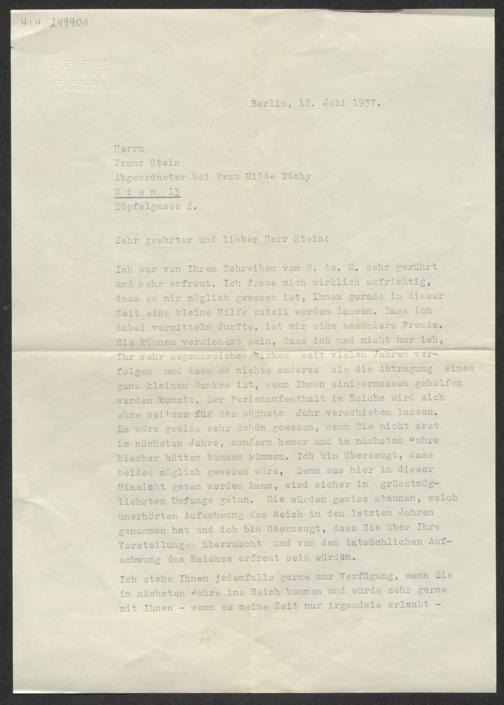 HIN 249901
HANS KREBS
Berlin, 12. Juli 1937.
Herrn
Franz Stein
Abgeordneter bei Frau Hilde Tichy
W i e n 13
Töpfelgasse 2.
Sehr geehrter und lieber Herr Stein!
Ich war von Ihrem Schreiben vom 8. ds. M. sehr gerührt
und sehr erfreut. Ich freue mich wirklich aufrichtig,
dass es mir möglich gewesen ist, Ihnen gerade in dieser
Zeit eine kleine Hilfe zuteil werden lassen. Dass ich
dabei vermitteln durfte, ist mir eine besondere Freude.
Sie können versichert sein, dass ich und nicht nur ich,
Ihr sehr segensreiches Wirken seit vielen Jahren ver-
folgen und dass es nichts anderes als die Abtragung eines
ganz kleinen Dankes ist, wenn Ihnen einigermassen geholfen
werden konnte. Der Ferienaufenthalt im Reiche wird sich
ohne weiters für das nächste Jahr verschieben lassen.
Es wäre gewiss sehr schön gewesen, wenn Sie nicht erst
im nächsten Jahre, sondern heuer und im nächsten Jahre
hierher hätten kommen können. Ich bin überzeugt, dass
beides möglich gewesen wäre. Denn was hier in dieser
Hinsicht getan werden kann, wird sicher in grösstmög-
lichstem Umfange getan. Sie würden gewiss staunen, welch
unerhörten Aufschwung das Reich in den letzten Jahren
genommen hat und ich bin überzeugt, dass Sie über Ihre
Vorstellung überrascht und von den tatsächlichen Auf-
schwung des Reiches erfreut sein würden.
Ich stehe Ihnen jedenfalls gerne zur Verfügung, wenn Sie
im nächsten Jahre ins Reich kommen und würde sehr gerne
mit Ihnen - wenn es meine Zeit nur irgendwie erlaubt -